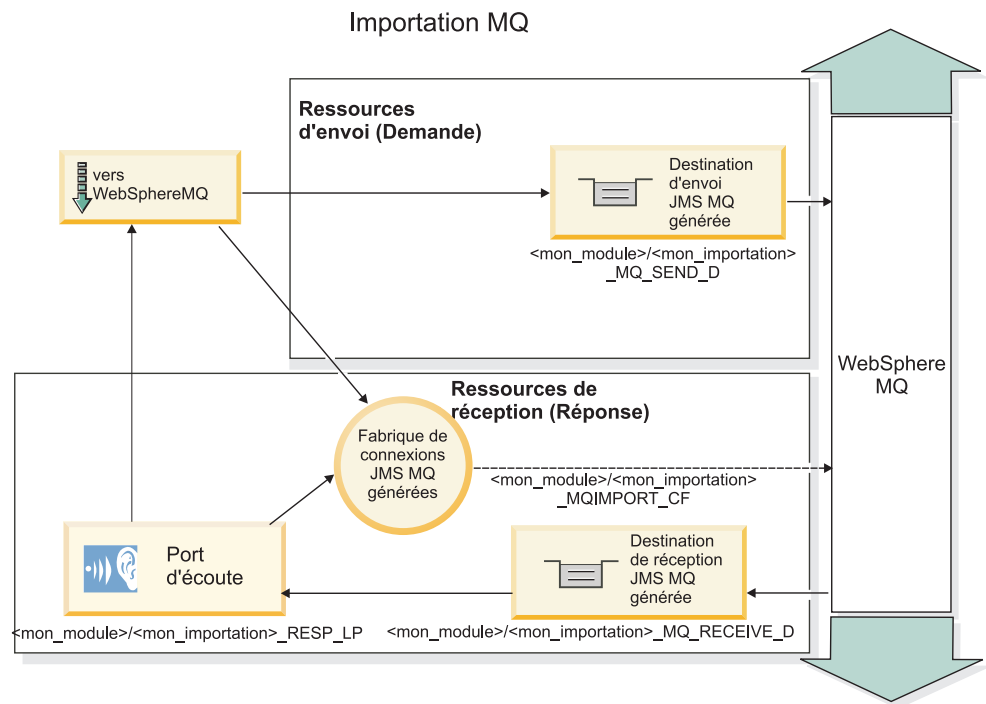 Importation MQ
Ressources
d'envoi (Demande)
vers
WebSphereMQ
Destination
d'envoi
JMS MQ
générée
<mon_module>/<mon_importation>
_MQ_SEND_D
WebSphere
MQ
Ressources de
réception (Réponse)
Fabrique de
connexions
JMS MQ
générées
<mon_module>/<mon_importation>
_MQIMPORT_CF
Port
d'écoute
<mon_module>/<mon_importation>_RESP_LP
Destination
de réception
JMS MQ
générée
<mon_module>/<mon_importation>_MQ_RECEIVE_D